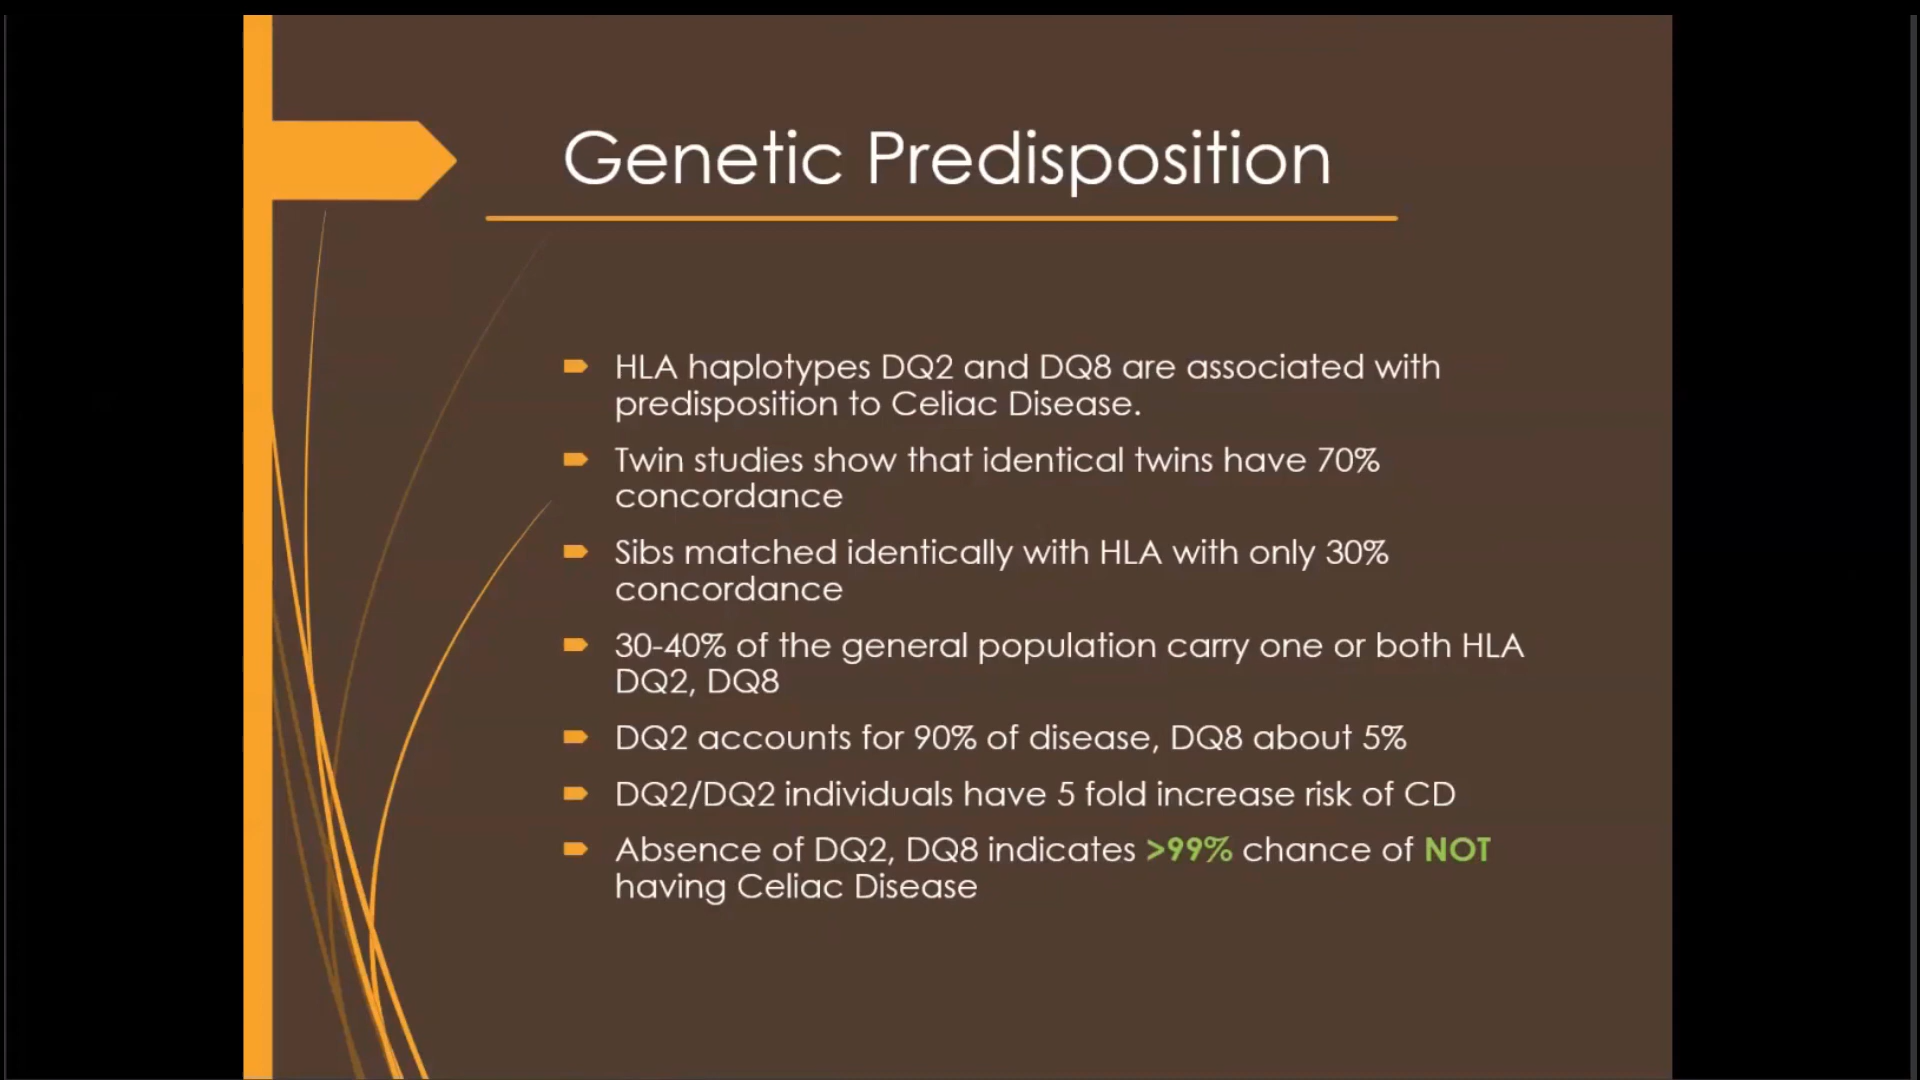 Genetic Predisposition
HLA haplotypes DQ2 and DQ8 are associated with
predisposition to Celiac Disease.
Twin studies show that identical twins have 70%
concordance
Sibs matched identically with HLA with only 30%
concordance
30-40% of the general population carry one or both HLA
DQ2, DQ8
DQ2 accounts for 90% of disease, DQ8 about 5%
DQ2/DQ2 individuals have 5 fold increase risk of CD
Absence of DQ2, DQ8 indicates >99% chance of NOT
having Celiac Disease